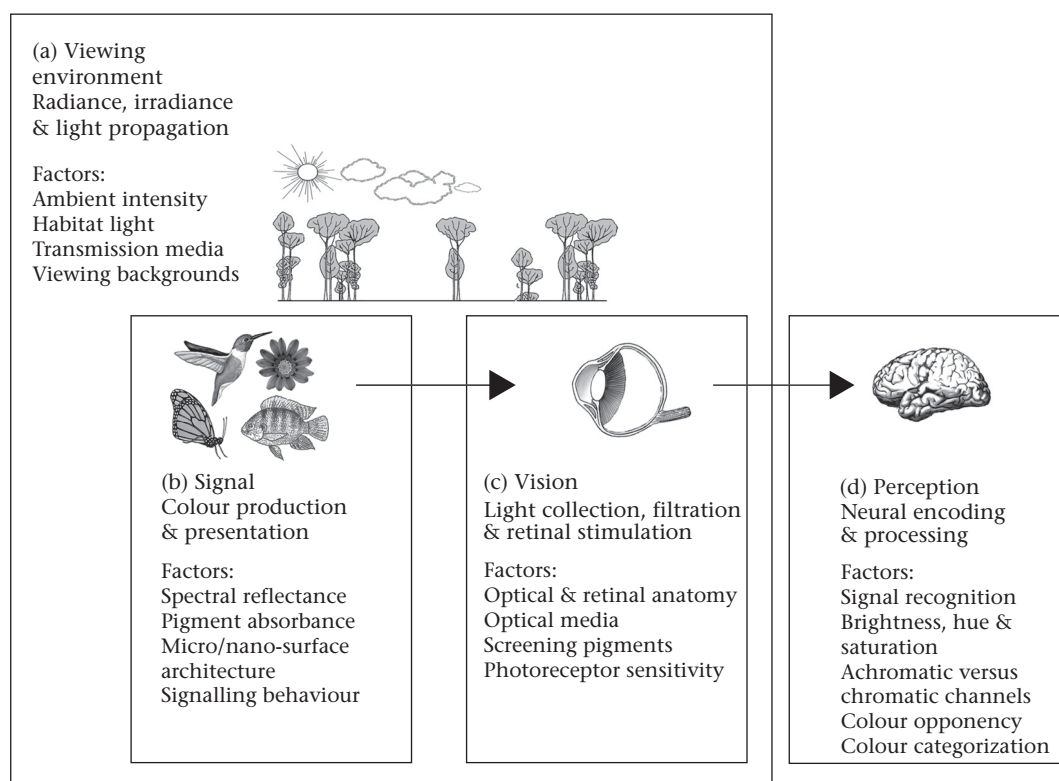 (a) Viewing
environment
Radiance, irradiance
& light propagation
Factors:
Ambient intensity
Habitat light
Transmission media
Viewing backgrounds
(b) Signal
Colour production
& presentation
Factors:
Spectral reflectance
Pigment absorbance
Micro/nano-surface
architecture
Signalling behaviour
(c) Vision
Light collection, filtration
& retinal stimulation
Factors:
Optical & retinal anatomy
Optical media
Screening pigments
Photoreceptor sensitivity
(d) Perception
Neural encoding
& processing
Factors:
Signal recognition
Brightness, hue &
saturation
Achromatic versus
chromatic channels
Colour opponency
Colour categorization